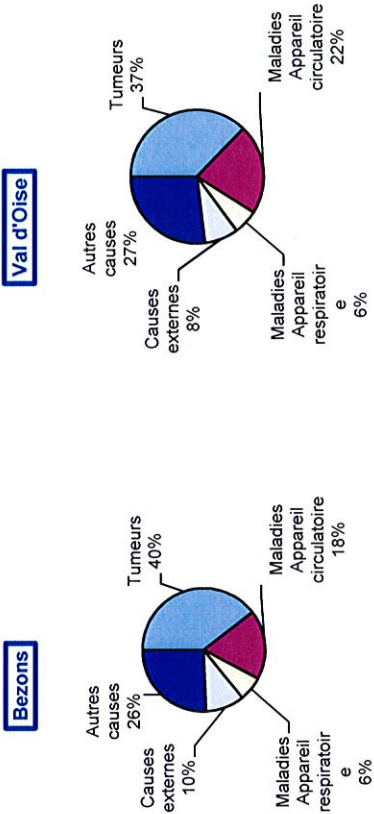 Bezons
Autres
causes
26%
Tumeurs
40%
Causes
externes
10%
Maladies
Appareil
respiratoir
e
6%
Maladies
Appareil
circulatoire
18%
Val d'Oise
Autres
causes
27%
Tumeurs
37%
Causes
externes
8%
Maladies
Appareil
respiratoir
e
6%
Maladies
Appareil
circulatoire
22%